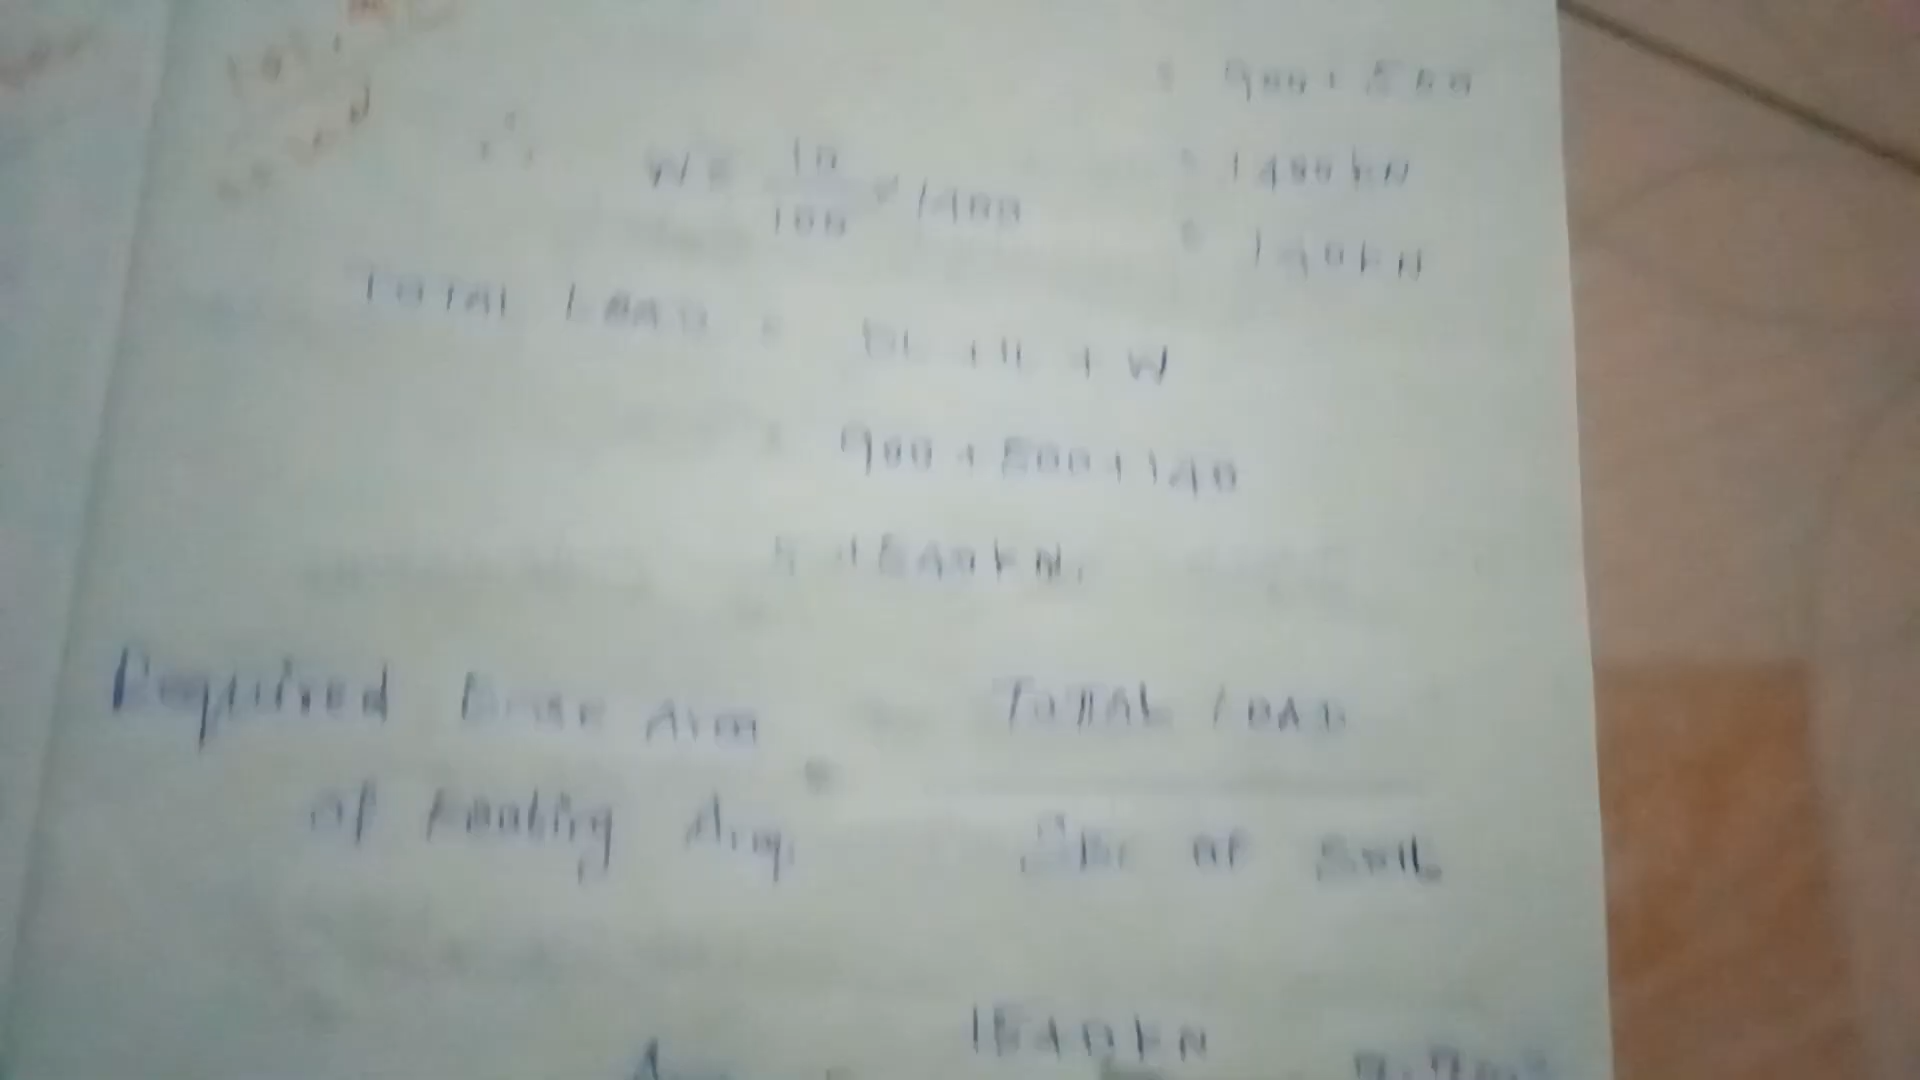 = 900 + 500
∴ W = 10/100 × 1400 = 1400 kN
= 140 kN
TOTAL LOAD = DL + LL + W
= 900 + 500 + 140
= 1540 kN.
Required Base Area = TOTAL LOAD
of Footing SBC OF SOIL
1540 kN